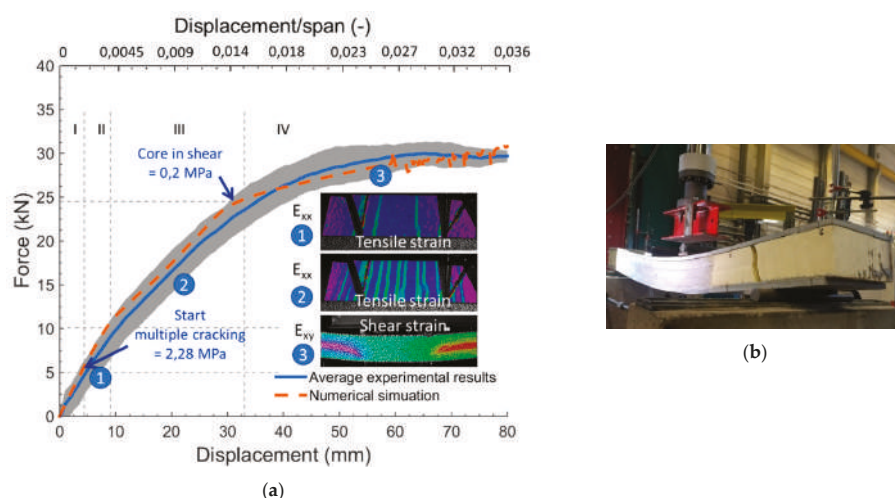 Displacement/span (-)
0 0,0045 0,009 0,014 0,018 0,023 0,027 0,032 0,036
40
35
30
25
20
15
10
5
0
Force (kN)
I II III IV
Core in shear
= 0,2 MPa
3
Exx
1
Tensile strain
2
Exx
2
Tensile strain
Start
multiple cracking
= 2,28 MPa
Exy
3
Shear strain
1
Average experimental results
Numerical simuation
0 10 20 30 40 50 60 70 80
Displacement (mm)
(a)
(b)